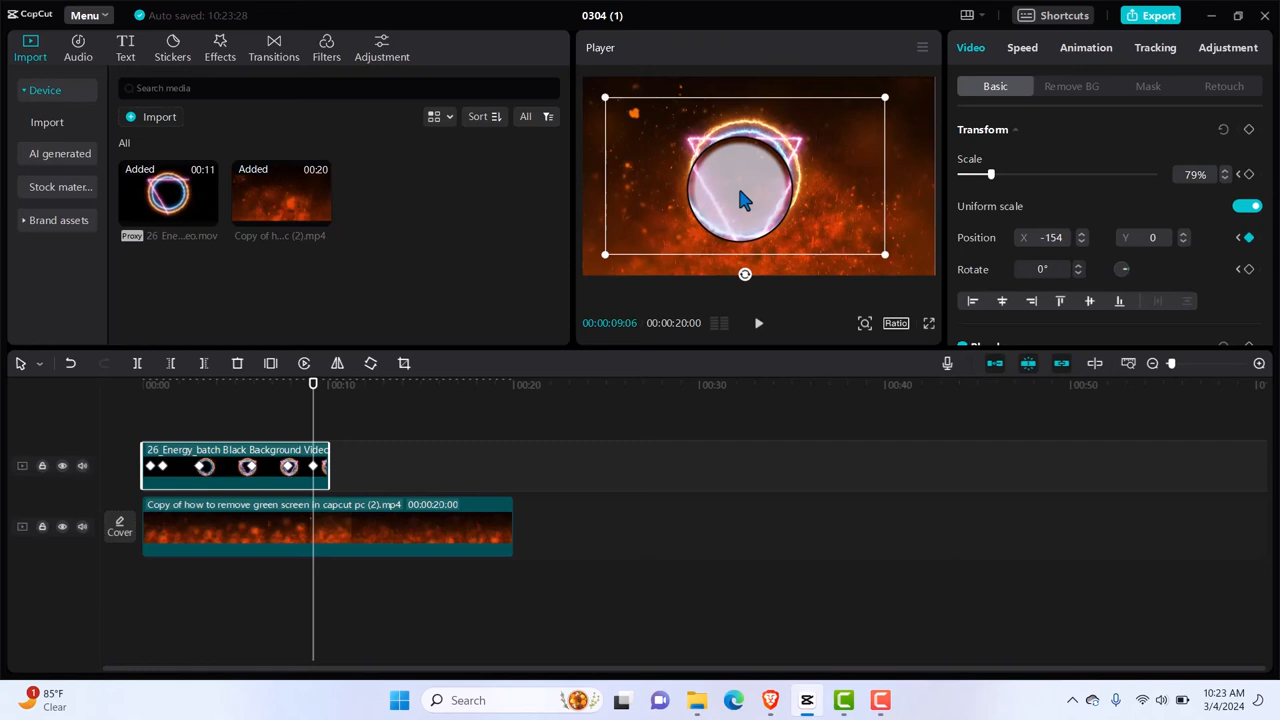 CapCut
Menu
Auto saved: 10:23:28
0304 (1)
Shortcuts
Export
Import
Audio
Text
Stickers
Effects
Transitions
Filters
Adjustment
Device
Import
AI generated
Stock mater...
Brand assets
Search media
Import
Sort
All
All
Added 00:11
Proxy 26 Ene...eo.mov
Added 00:20
Copy of h...c (2).mp4
Player
00:00:09:06 00:00:20:00
Ratio
Video Speed Animation Tracking Adjustment
Basic Remove BG Mask Retouch
Transform
Scale
79%
Uniform scale
Position X -154 Y 0
Rotate 0°
00:00 00:10 00:20 00:30 00:40 00:50
26_Energy_batch Black Background Video
Cover
Copy of how to remove green screen in capcut pc (2).mp4 00:00:20:00
1
85°F
Clear
Search
10:23 AM
3/4/2024